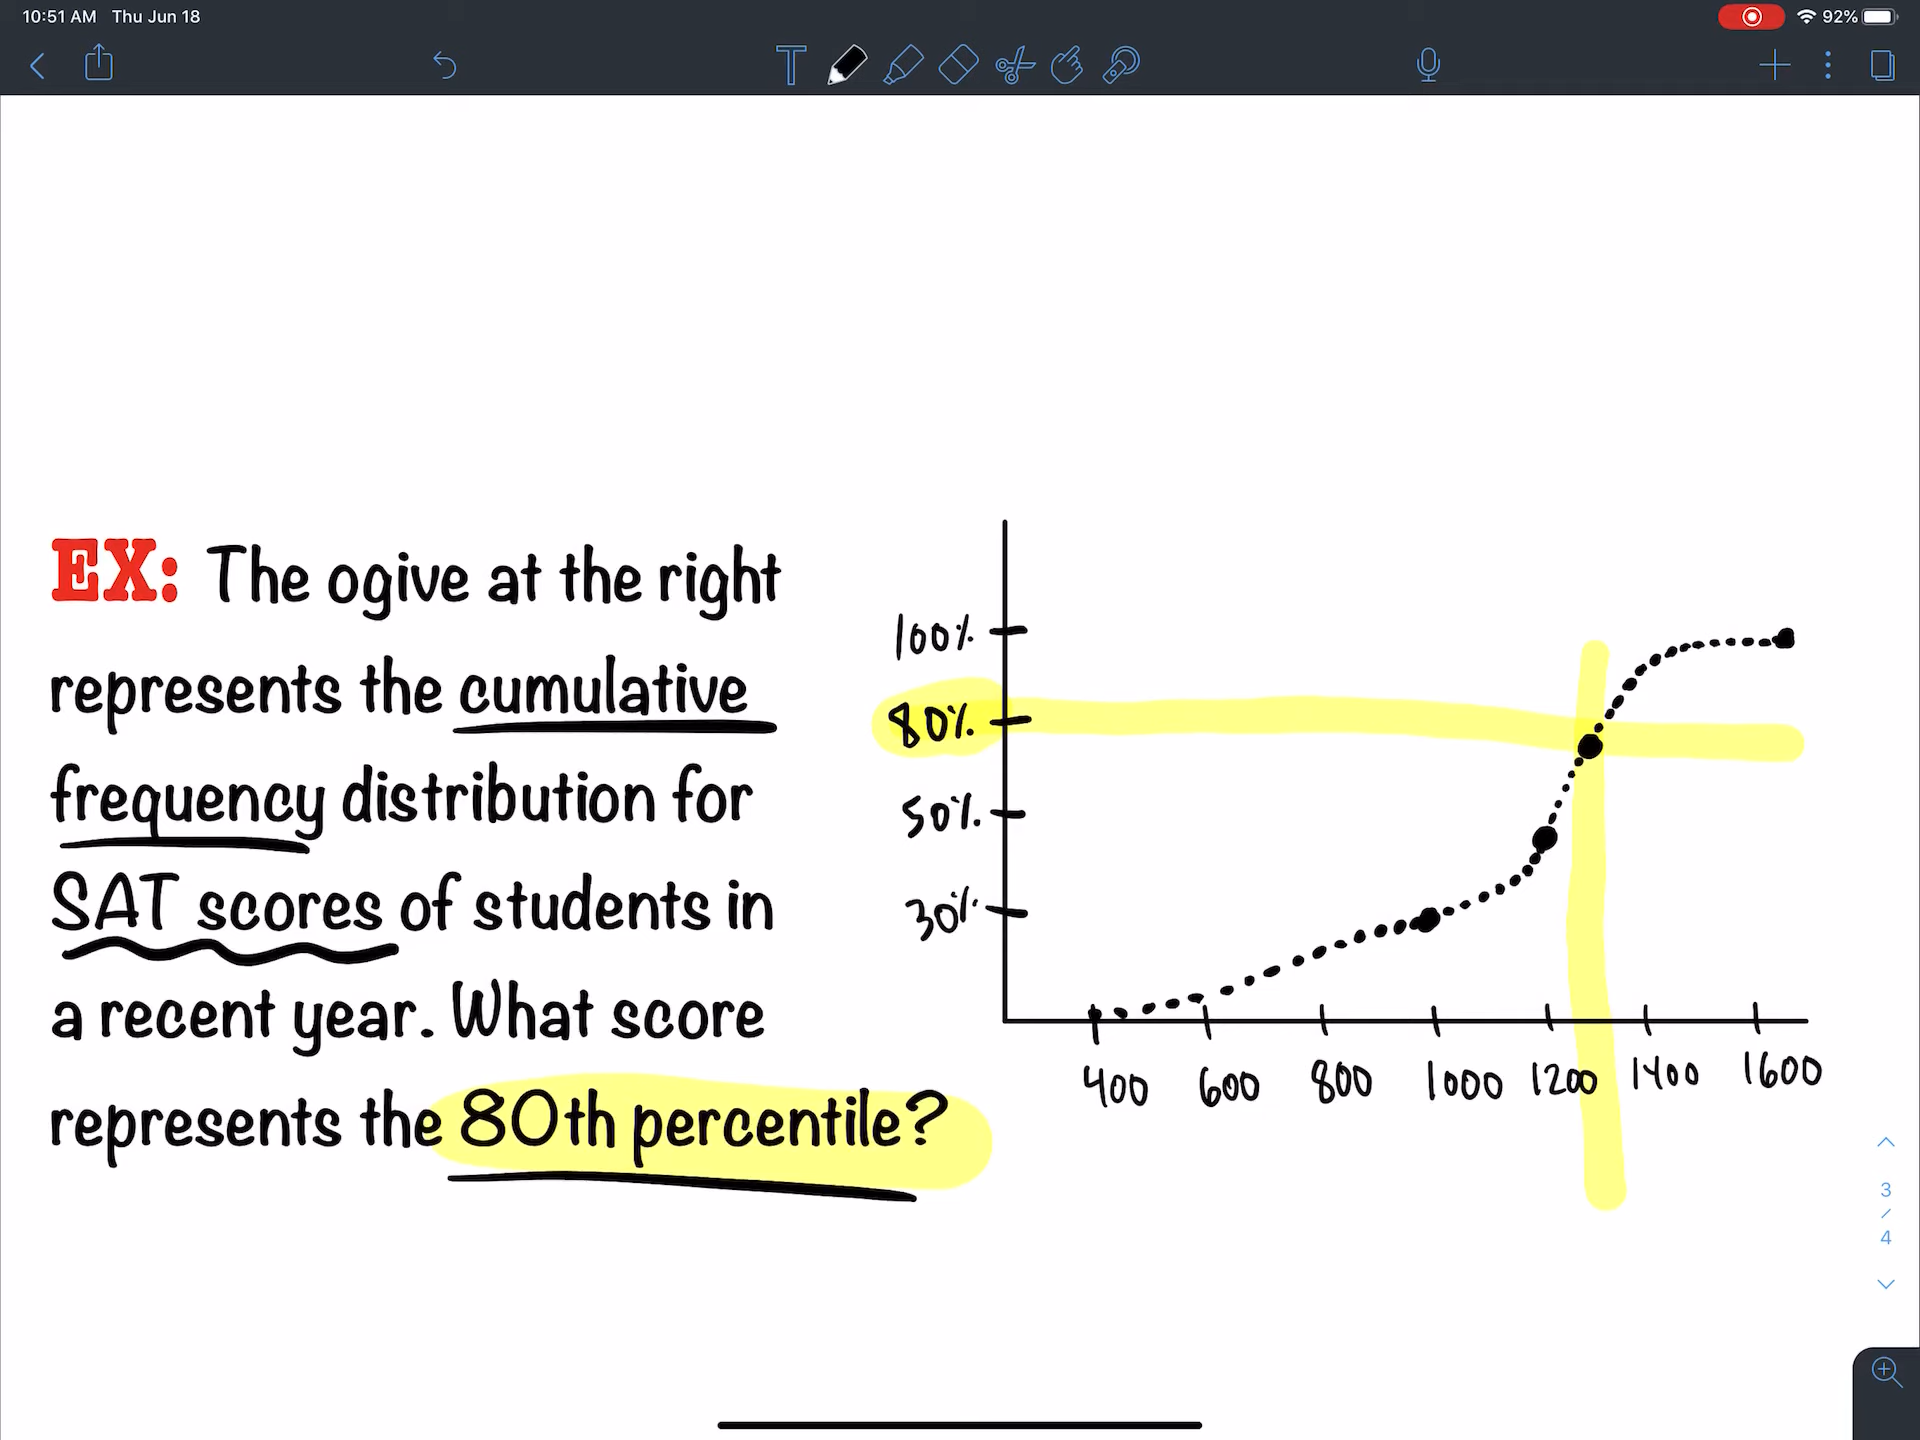 10:51 AM Thu Jun 18
92%
T
EX: The ogive at the right
represents the cumulative
frequency distribution for
SAT scores of students in
a recent year. What score
represents the 80th percentile?
100%
80%
50%
30%
400 600 800 1000 1200 1400 1600
3
/
4